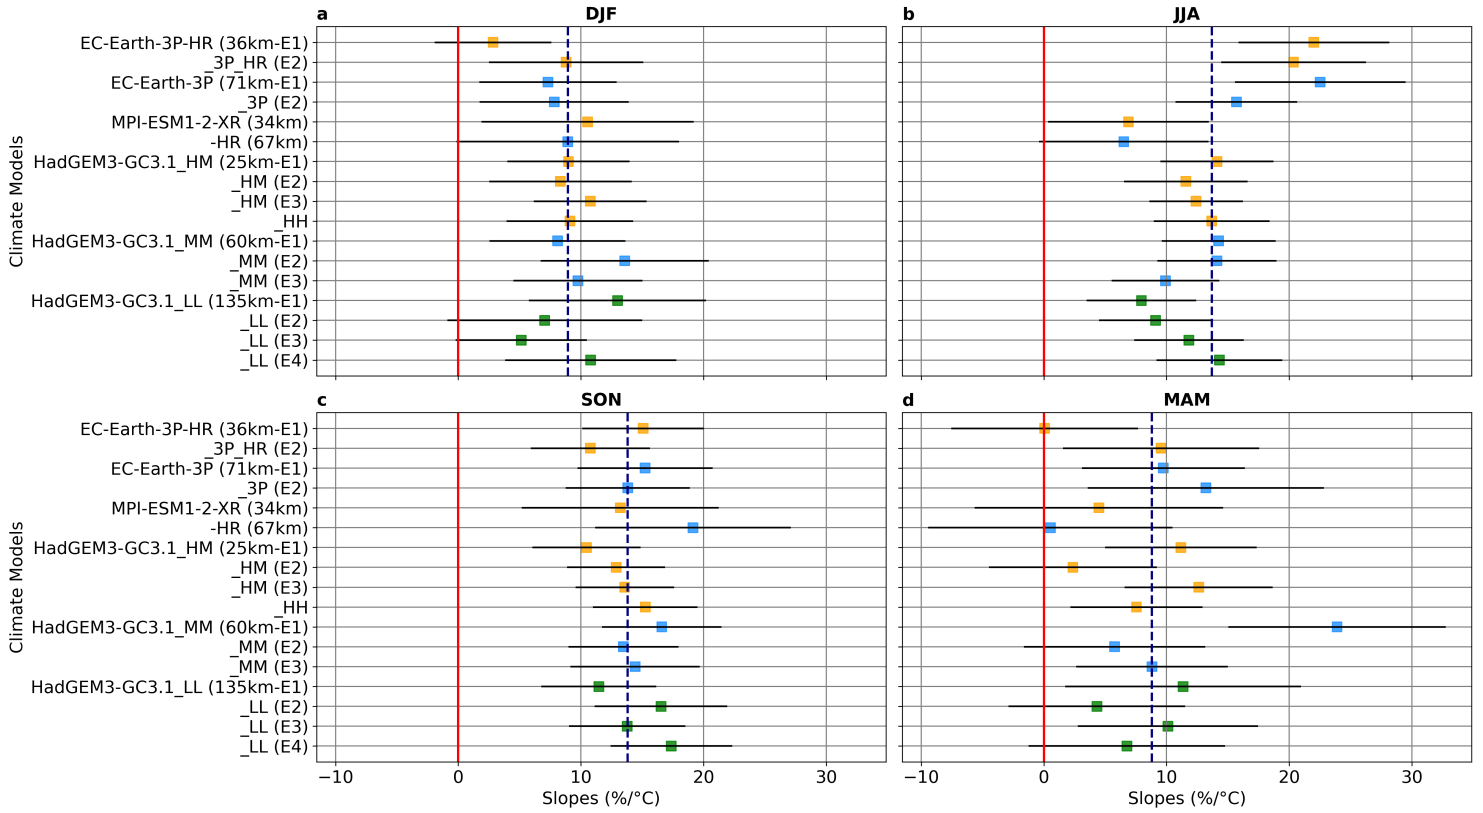 a DJF
b JJA
Climate Models
EC-Earth-3P-HR (36km-E1)
_3P_HR (E2)
EC-Earth-3P (71km-E1)
_3P (E2)
MPI-ESM1-2-XR (34km)
-HR (67km)
HadGEM3-GC3.1_HM (25km-E1)
_HM (E2)
_HM (E3)
_HH
HadGEM3-GC3.1_MM (60km-E1)
_MM (E2)
_MM (E3)
HadGEM3-GC3.1_LL (135km-E1)
_LL (E2)
_LL (E3)
_LL (E4)
c SON
d MAM
Climate Models
EC-Earth-3P-HR (36km-E1)
_3P_HR (E2)
EC-Earth-3P (71km-E1)
_3P (E2)
MPI-ESM1-2-XR (34km)
-HR (67km)
HadGEM3-GC3.1_HM (25km-E1)
_HM (E2)
_HM (E3)
_HH
HadGEM3-GC3.1_MM (60km-E1)
_MM (E2)
_MM (E3)
HadGEM3-GC3.1_LL (135km-E1)
_LL (E2)
_LL (E3)
_LL (E4)
−10 0 10 20 30
Slopes (%/°C)
−10 0 10 20 30
Slopes (%/°C)